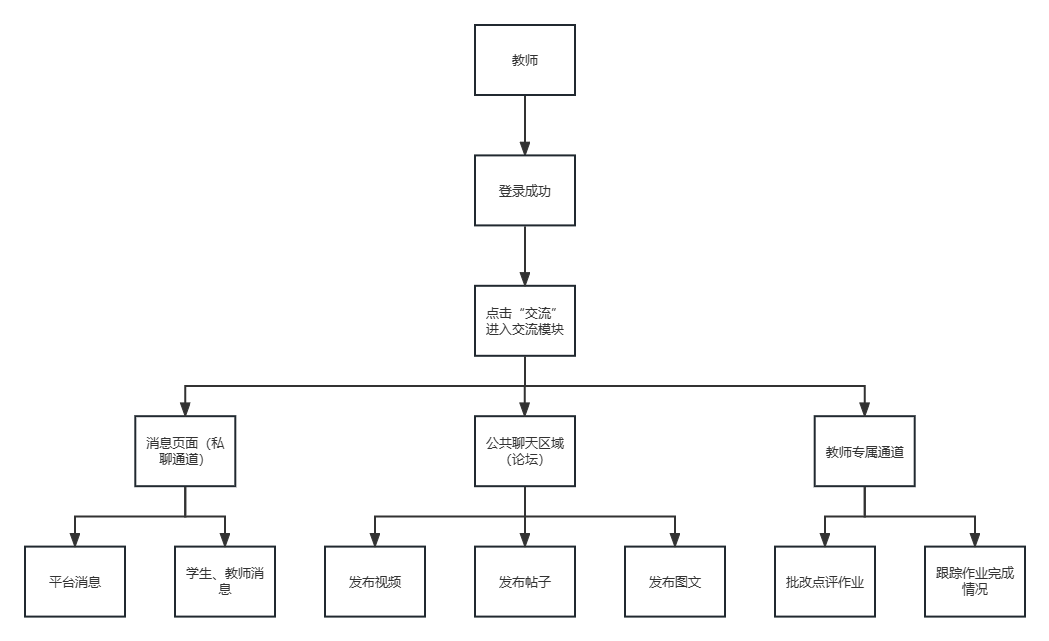 教师
登录成功
点击“交流”
进入交流模块
消息页面（私
聊通道）
公共聊天区域
（论坛）
教师专属通道
平台消息
学生、教师消
息
发布视频
发布帖子
发布图文
批改点评作业
跟踪作业完成
情况